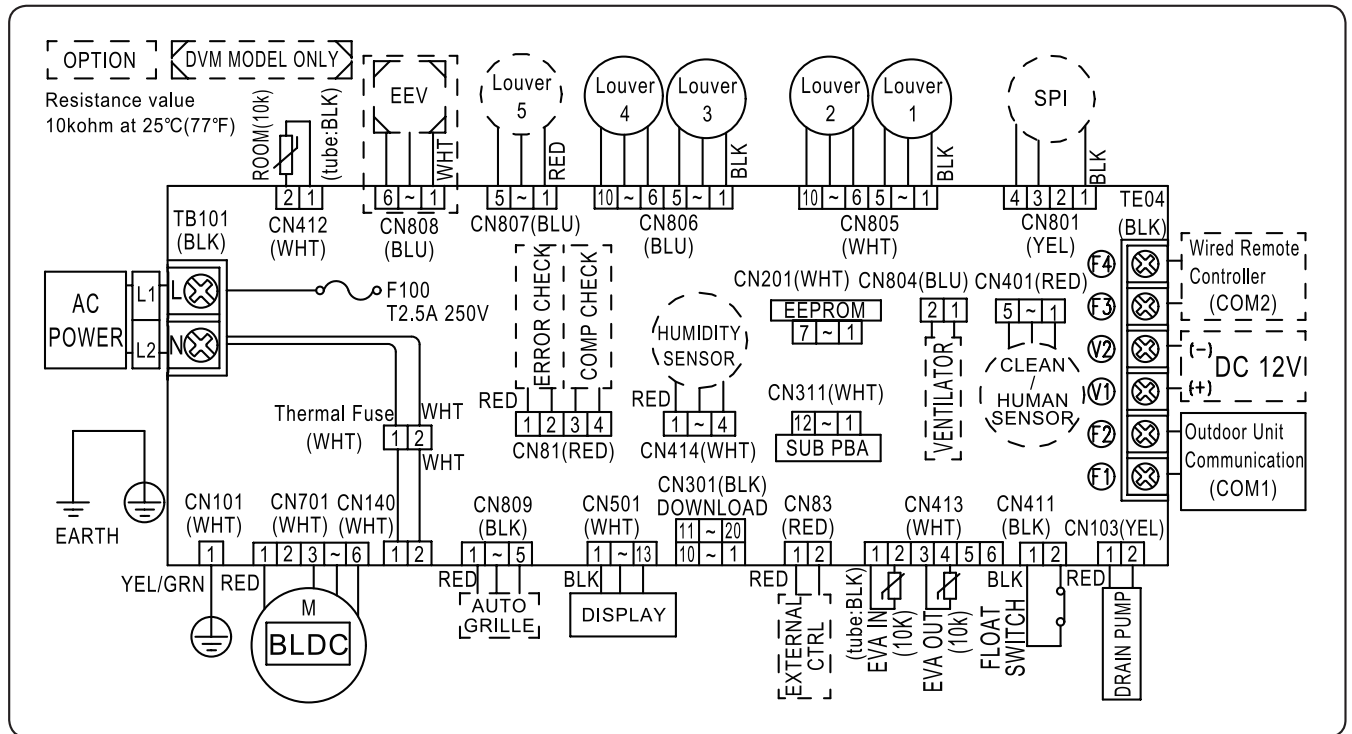 OPTION
DVM MODEL ONLY
Resistance value
10kohm at 25℃(77℉)
ROOM(10k)
(tube:BLK)
2 1
CN412
(WHT)
EEV
WHT
6 ~ 1
CN808
(BLU)
Louver
5
RED
5 ~ 1
CN807(BLU)
Louver
4
Louver
3
BLK
10 ~ 6 5 ~ 1
CN806
(BLU)
Louver
2
Louver
1
BLK
10 ~ 6 5 ~ 1
CN805
(WHT)
SPI
BLK
4 3 2 1
CN801
(YEL)
TE04
(BLK)
TB101
(BLK)
AC
POWER
L1
L2
L
N
F100
T2.5A 250V
ERROR CHECK
COMP CHECK
RED
1 2 3 4
CN81(RED)
HUMIDITY
SENSOR
RED
1 ~ 4
CN414(WHT)
CN201(WHT)
EEPROM
7 ~ 1
CN311(WHT)
12 ~ 1
SUB PBA
CN804(BLU)
2 1
VENTILATOR
CN401(RED)
5 ~ 1
CLEAN
/
HUMAN
SENSOR
F4
F3
V2
V1
F2
F1
Wired Remote
Controller
(COM2)
(-)
DC 12V
(+)
Outdoor Unit
Communication
(COM1)
Thermal Fuse
(WHT)
WHT
1 2
WHT
EARTH
CN101
(WHT)
1
YEL/GRN
CN701
(WHT)
1 2 3 ~ 6
RED
M
BLDC
CN140
(WHT)
1 2
CN809
(BLK)
1 ~ 5
RED
AUTO
GRILLE
CN501
(WHT)
1 ~ 13
BLK
DISPLAY
CN301(BLK)
DOWNLOAD
11 ~ 20
10 ~ 1
CN83
(RED)
1 2
RED
EXTERNAL
CTRL
CN413
(WHT)
1 2 3 4 5 6
(tube:BLK)
EVA IN
(10K)
EVA OUT
(10k)
CN411
(BLK)
1 2
BLK
FLOAT
SWITCH
CN103(YEL)
1 2
RED
DRAIN PUMP